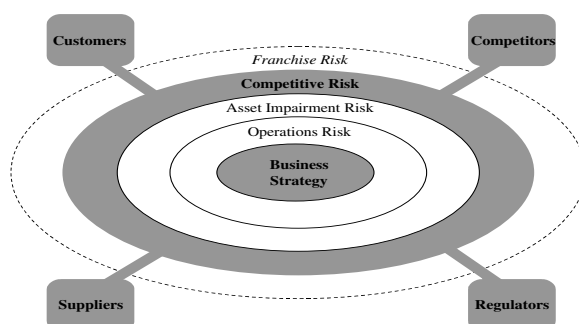 Customers
Competitors
Franchise Risk
Competitive Risk
Asset Impairment Risk
Operations Risk
Business
Strategy
Suppliers
Regulators